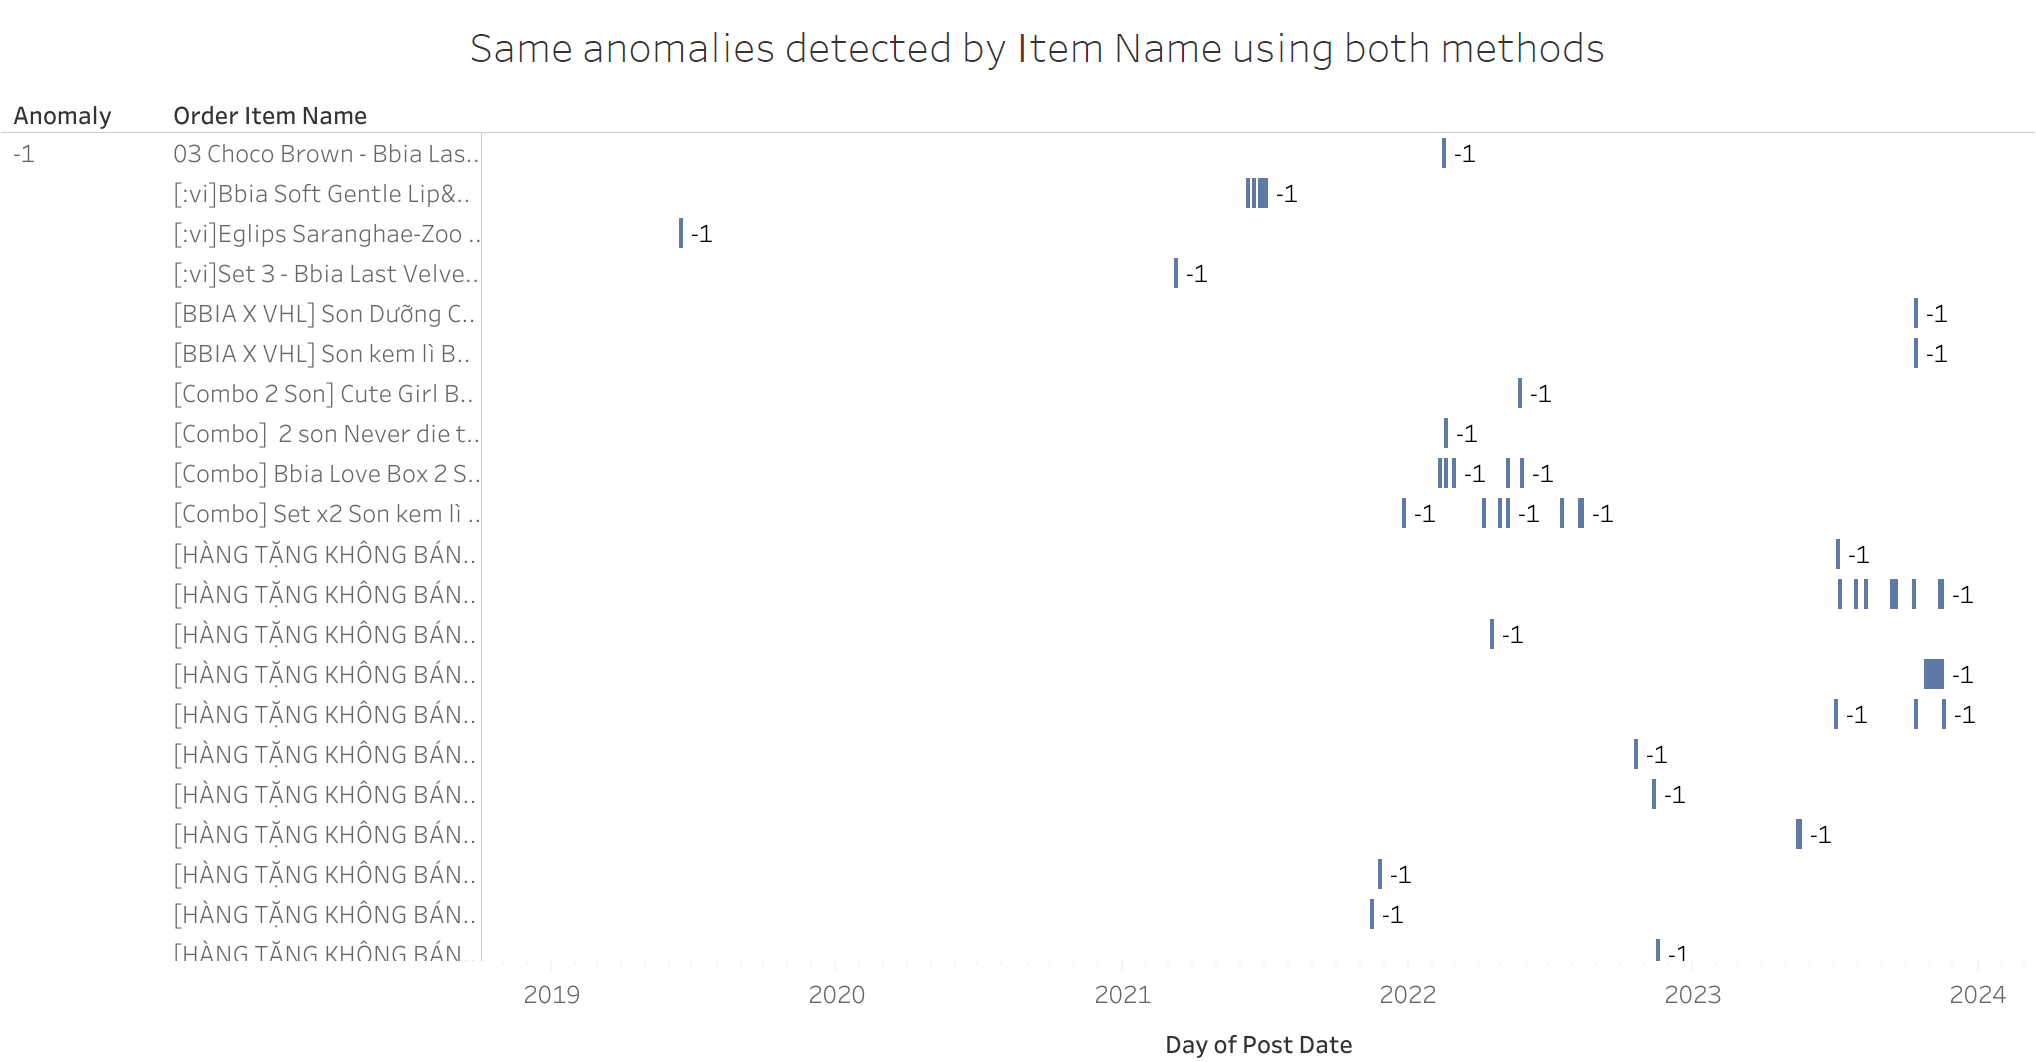 Same anomalies detected by Item Name using both methods
Anomaly Order Item Name
-1 03 Choco Brown - Bbia Las.. -1
[:vi]Bbia Soft Gentle Lip&.. -1
[:vi]Eglips Saranghae-Zoo .. -1
[:vi]Set 3 - Bbia Last Velve.. -1
[BBIA X VHL] Son Dưỡng C.. -1
[BBIA X VHL] Son kem lì B.. -1
[Combo 2 Son] Cute Girl B.. -1
[Combo]  2 son Never die t.. -1
[Combo] Bbia Love Box 2 S.. -1 -1
[Combo] Set x2 Son kem lì .. -1 -1 -1
[HÀNG TẶNG KHÔNG BÁN.. -1
[HÀNG TẶNG KHÔNG BÁN.. -1
[HÀNG TẶNG KHÔNG BÁN.. -1
[HÀNG TẶNG KHÔNG BÁN.. -1
[HÀNG TẶNG KHÔNG BÁN.. -1 -1
[HÀNG TẶNG KHÔNG BÁN.. -1
[HÀNG TẶNG KHÔNG BÁN.. -1
[HÀNG TẶNG KHÔNG BÁN.. -1
[HÀNG TẶNG KHÔNG BÁN.. -1
[HÀNG TẶNG KHÔNG BÁN.. -1
[HÀNG TẶNG KHÔNG BÁN.. -1
2019 2020 2021 2022 2023 2024
Day of Post Date